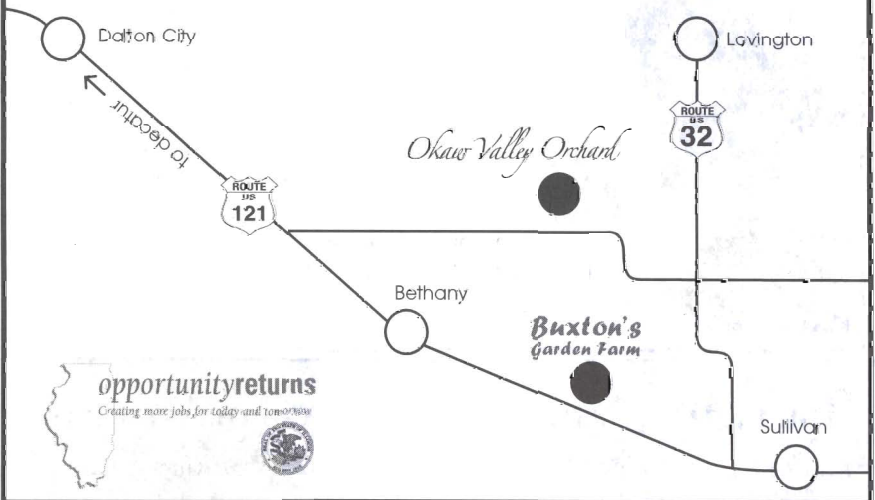 Dalton City
Lovington
to decatur
ROUTE
US
32
Okaw Valley Orchard
ROUTE
US
121
Bethany
Buxton's
Garden Farm
opportunityreturns
Creating more jobs, for today and tomorrow
Sullivan